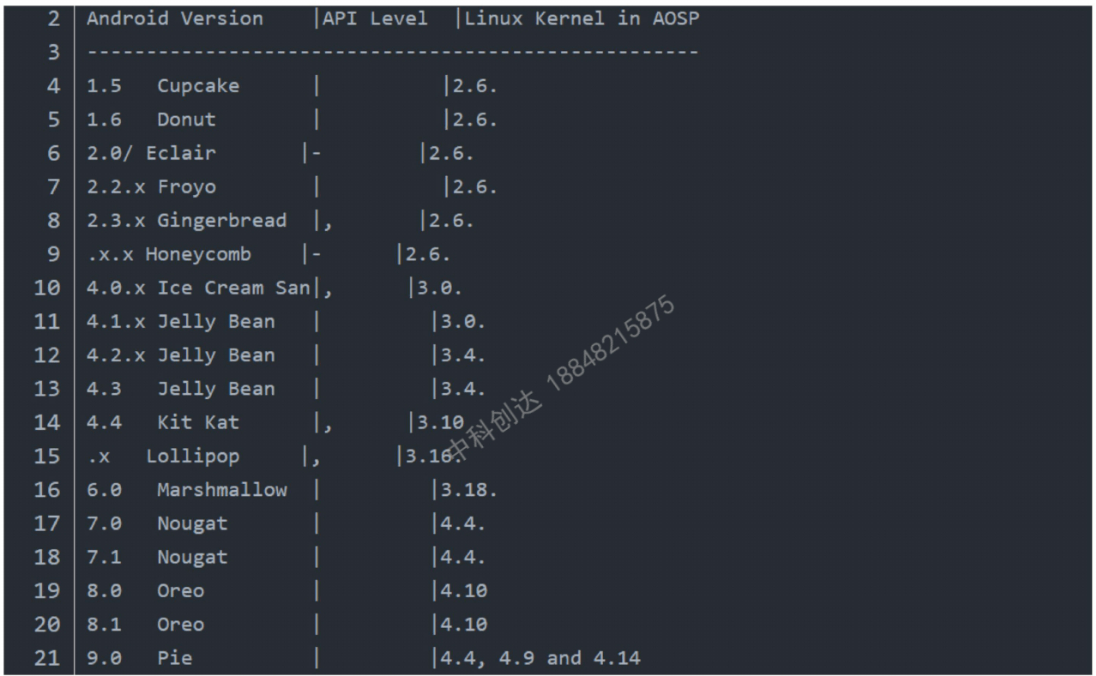 2 Android Version    |API Level  |Linux Kernel in AOSP
3 ----------------------------------------------------
4 1.5   Cupcake      |          |2.6.
5 1.6   Donut        |          |2.6.
6 2.0/ Eclair       |-        |2.6.
7 2.2.x Froyo        |          |2.6.
8 2.3.x Gingerbread  |,       |2.6.
9 .x.x Honeycomb    |-      |2.6.
10 4.0.x Ice Cream San|,      |3.0.
11 4.1.x Jelly Bean   |         |3.0.
12 4.2.x Jelly Bean   |         |3.4.
13 4.3   Jelly Bean   |         |3.4.
14 4.4   Kit Kat      |,      |3.10
15 .x   Lollipop     |,      |3.16.
16 6.0   Marshmallow  |         |3.18.
17 7.0   Nougat       |         |4.4.
18 7.1   Nougat       |         |4.4.
19 8.0   Oreo         |         |4.10
20 8.1   Oreo         |         |4.10
21 9.0   Pie          |         |4.4, 4.9 and 4.14
中科创达 18848215875